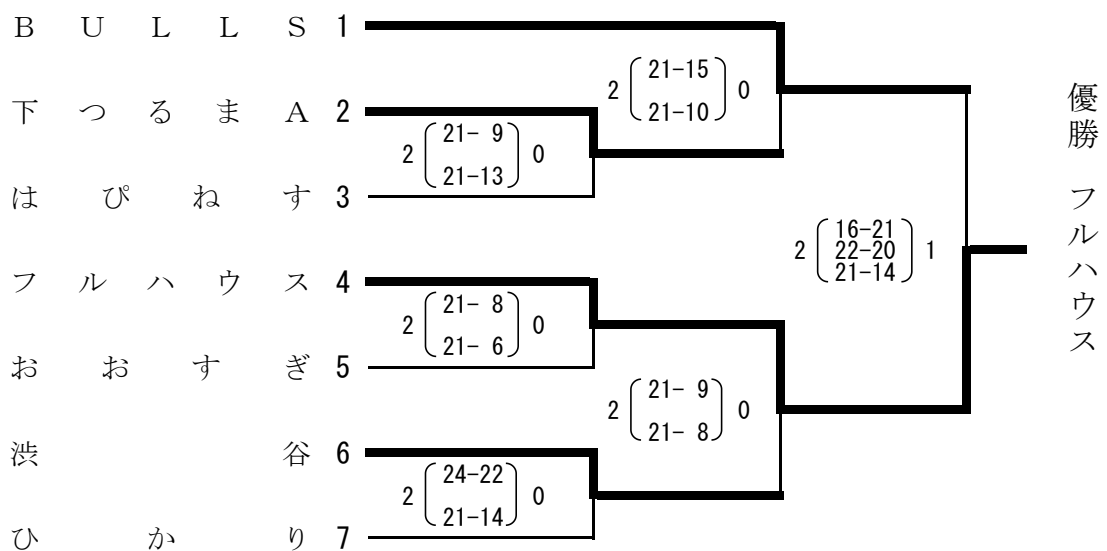 BULLS 1
2 21-15 0
21-10
下つるまA 2
2 21- 9 0
21-13
はぴねす 3
2 16-21 1
22-20
21-14
優勝 フルハウス
フルハウス 4
2 21- 8 0
21- 6
おおすぎ 5
2 21- 9 0
21- 8
渋谷 6
2 24-22 0
21-14
ひかり 7